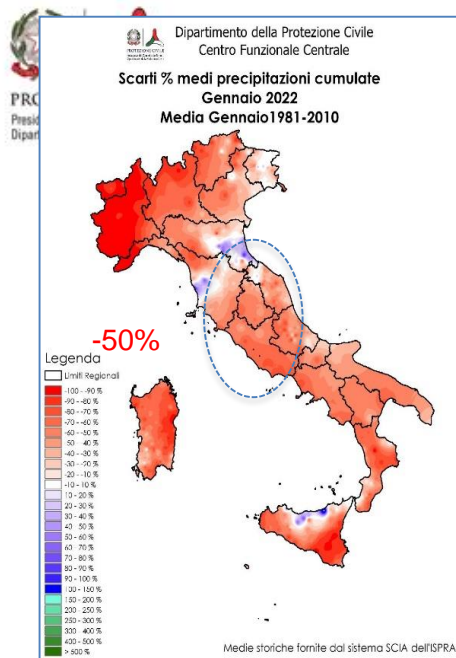 Dipartimento della Protezione Civile
Centro Funzionale Centrale
PROTEZIONE CIVILE
Scarti % medi precipitazioni cumulate
Gennaio 2022
Media Gennaio1981-2010
PRO
Presid
Dipart
-50%
Legenda
Limiti Regionali
-100 - -90 %
-90 - -80 %
-80 - -70 %
-70 - -60 %
-60 - -50 %
-50 - -40 %
-40 - -30 %
-30 - -20 %
-20 - -10 %
-10 - 10 %
10 - 20 %
20 - 30 %
30 - 40 %
40 - 50 %
50 - 60 %
60 - 70 %
70 - 80 %
80 - 90 %
90 - 100 %
100 - 150 %
150 - 200 %
200 - 250 %
250 - 300 %
300 - 400 %
400 - 500 %
> 500 %
Medie storiche fornite dal sistema SCIA dell'ISPRA